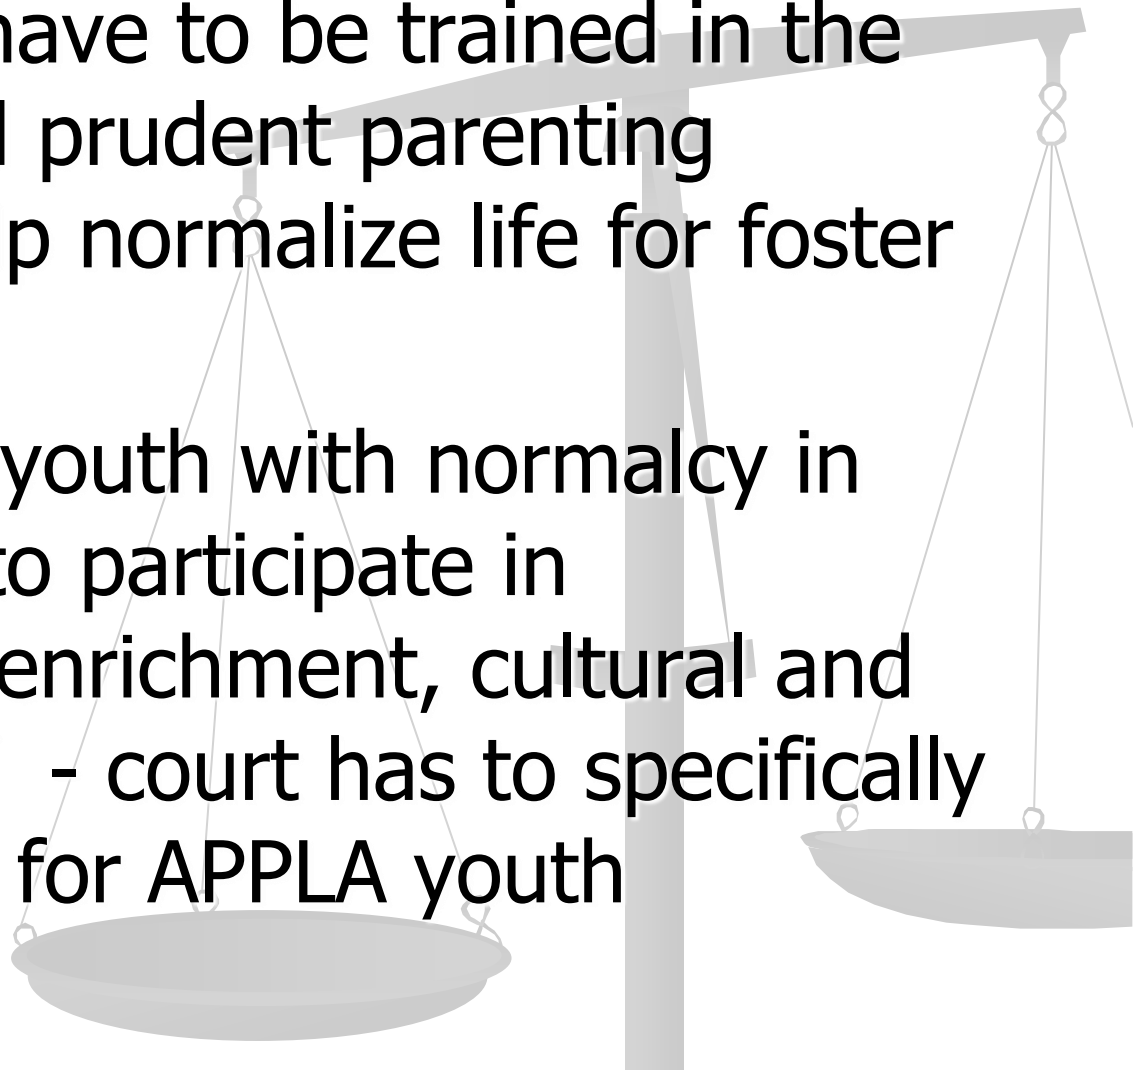 have to be trained in the
prudent parenting
p normalize life for foster
youth with normalcy in
to participate in
enrichment, cultural and
- court has to specifically
for APPLA youth